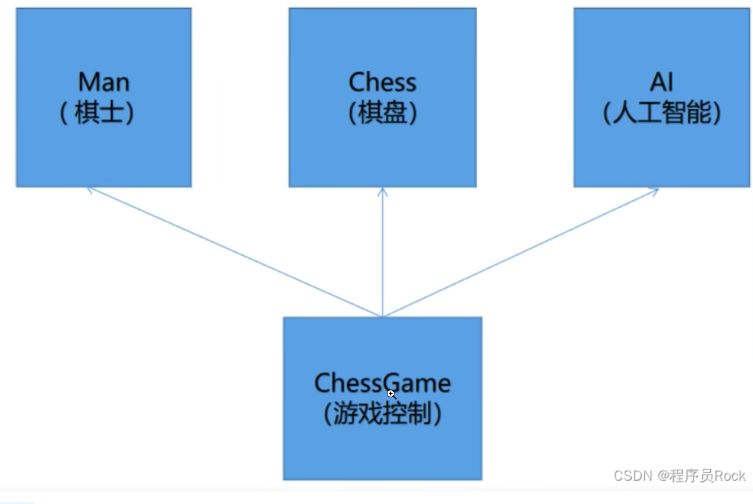 Man
( 棋士)
Chess
(棋盘)
AI
(人工智能)
ChessGame
(游戏控制)
CSDN @程序员Rock